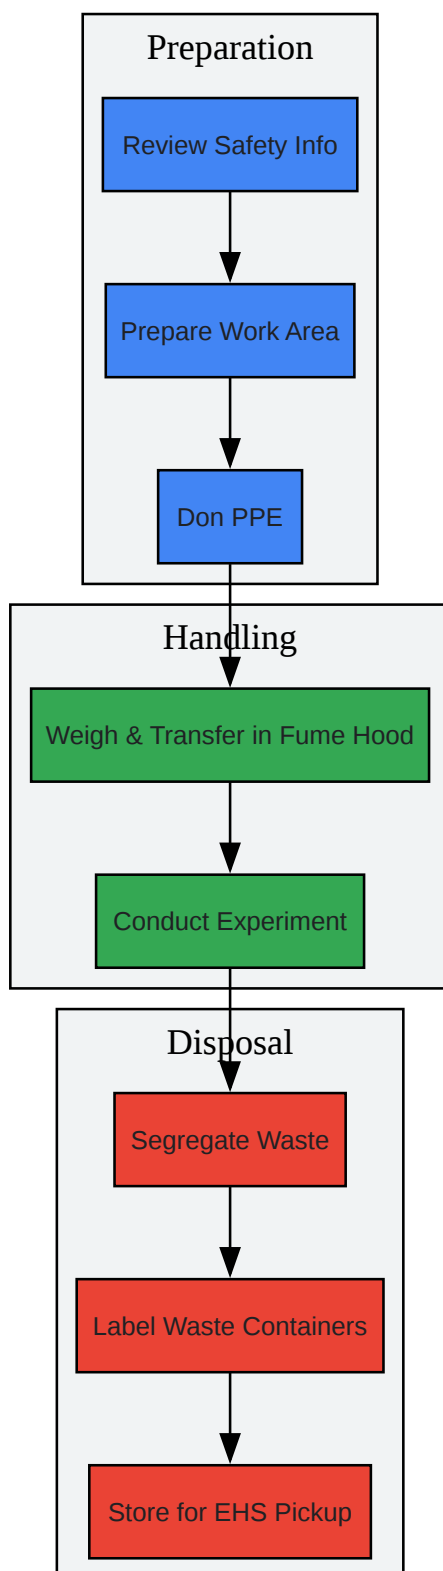 Preparation
Review Safety Info
Prepare Work Area
Don PPE
Handling
Weigh & Transfer in Fume Hood
Conduct Experiment
Disposal
Segregate Waste
Label Waste Containers
Store for EHS Pickup